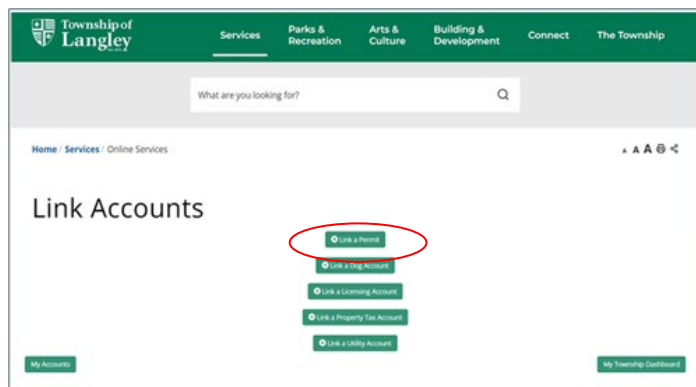 Township of
Langley
Services
Parks &
Recreation
Arts &
Culture
Building &
Development
Connect
The Township
What are you looking for?
Home / Services / Online Services
A A A
Link Accounts
Link a Permit
Link a Dog Account
Link a Licensing Account
Link a Property Tax Account
Link a Utility Account
My Accounts
My Township Dashboard